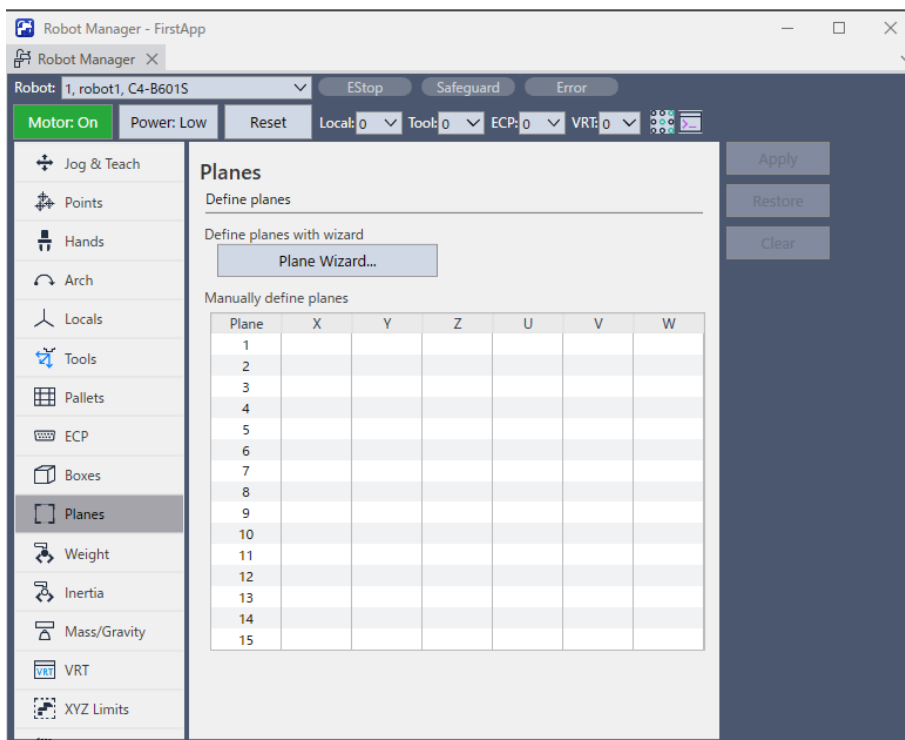 Robot Manager - FirstApp
Robot Manager
Robot: 1, robot1, C4-B601S EStop Safeguard Error
Motor: On Power: Low Reset Local: 0 Tool: 0 ECP: 0 VRT: 0
Jog & Teach
Points
Hands
Arch
Locals
Tools
Pallets
ECP
Boxes
Planes
Weight
Inertia
Mass/Gravity
VRT VRT
XYZ Limits
Planes
Define planes
Define planes with wizard
Plane Wizard...
Manually define planes
Plane X Y Z U V W
1
2
3
4
5
6
7
8
9
10
11
12
13
14
15
Apply
Restore
Clear